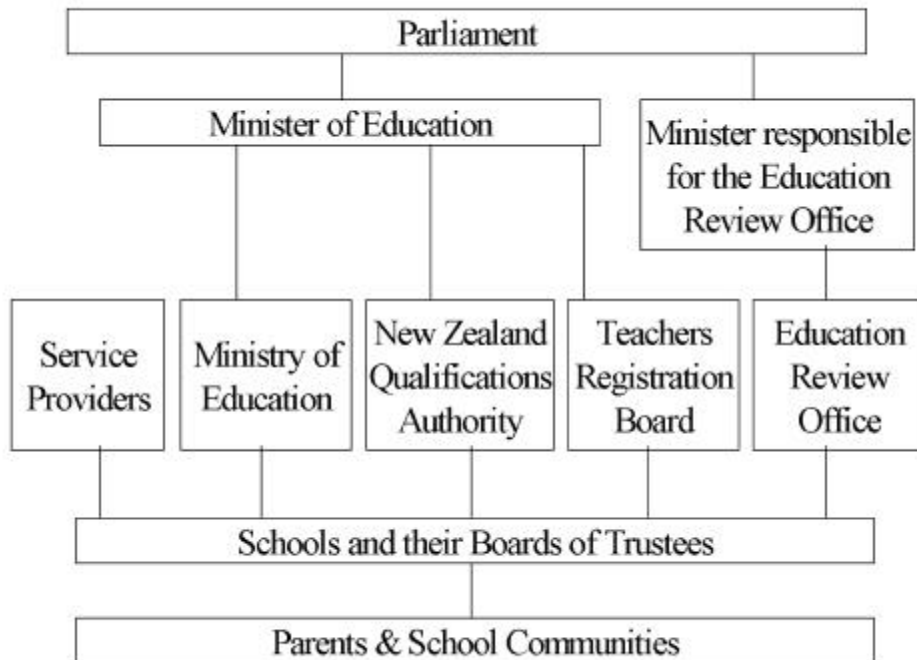 Parliament
Minister of Education
Minister responsible
for the Education
Review Office
Service
Providers
Ministry of
Education
New Zealand
Qualifications
Authority
Teachers
Registration
Board
Education
Review
Office
Schools and their Boards of Trustees
Parents & School Communities